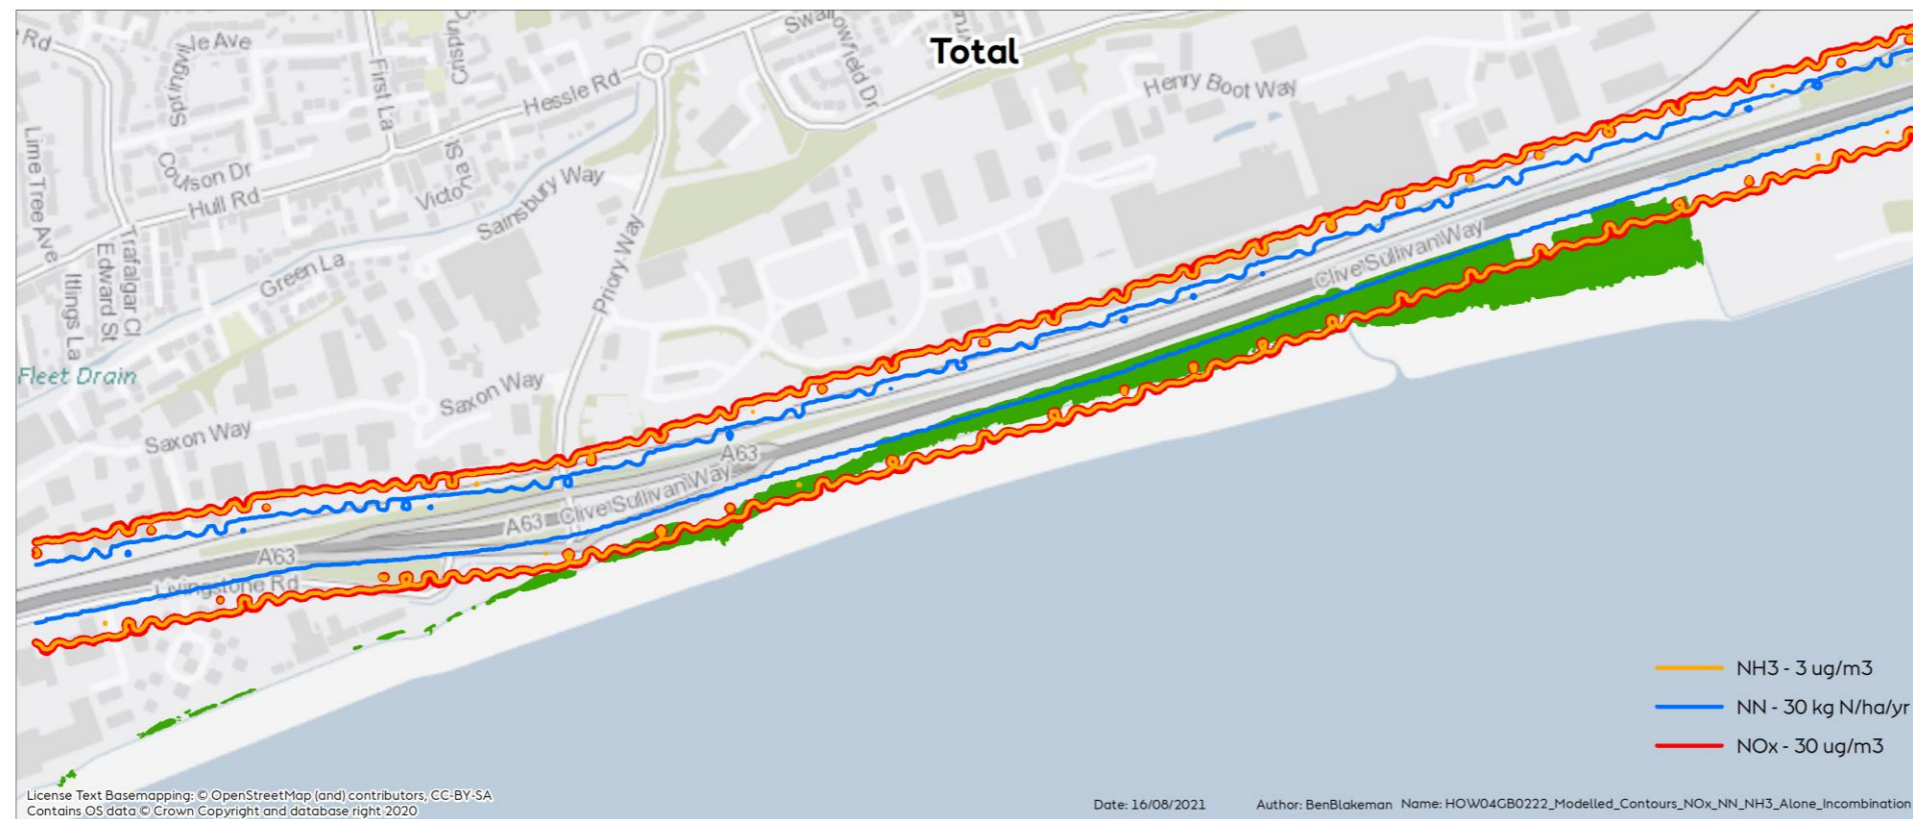 Total
Rd
le Ave
Springvil
Lime Tree Ave
First La
Crispin
Hessle Rd
Swallowfield Dr
Henry Boot Way
Coulson Dr
Hull Rd
Victoria St
Sainsbury Way
Trafalgar Cl
Edward St
Itlings La
Green La
Priory Way
Fleet Drain
Saxon Way
Saxon Way
Clive Sullivan Way
A63
A63 Clive Sullivan Way
A63
Livingstone Rd
NH3 - 3 ug/m3
NN - 30 kg N/ha/yr
NOx - 30 ug/m3
License Text Basemapping: © OpenStreetMap (and) contributors, CC-BY-SA
Contains OS data © Crown Copyright and database right 2020
Date: 16/08/2021 Author: BenBlakeman Name: HOW04GB0222_Modelled_Contours_NOx_NN_NH3_Alone_Incombination